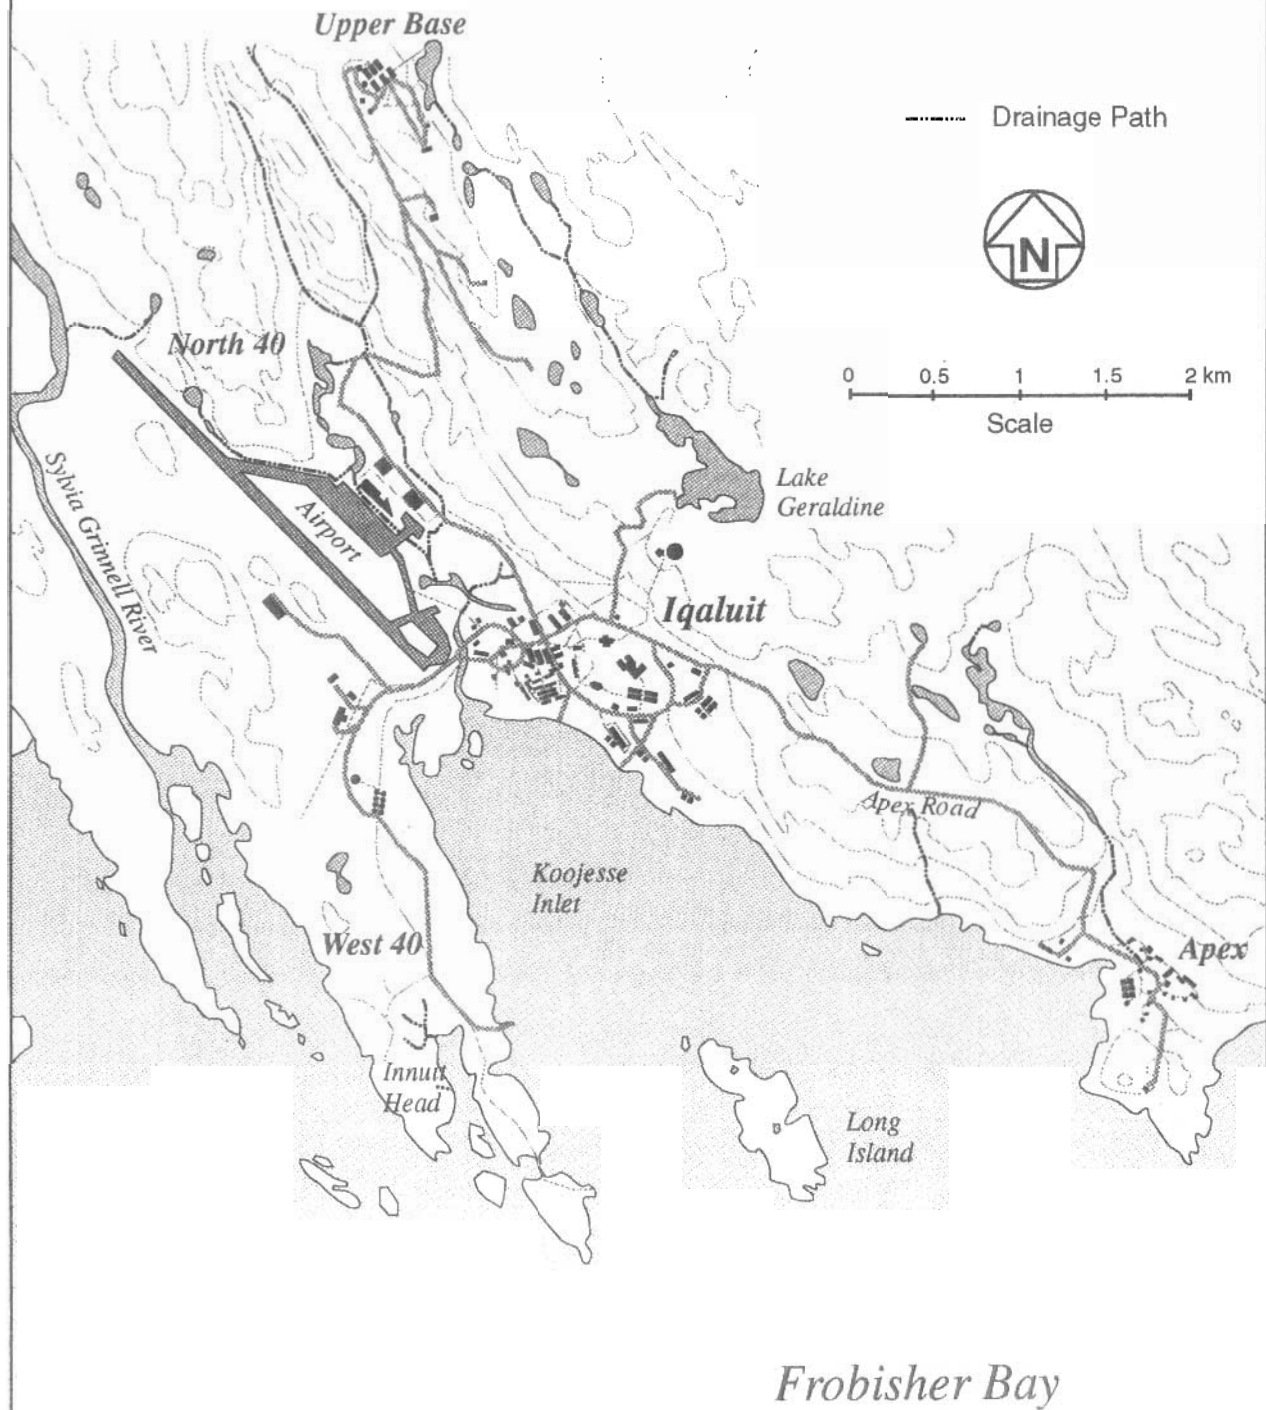 Upper Base
Drainage Path
N
North 40
0 0.5 1 1.5 2 km
Scale
Sylvia Grinnell River
Airport
Lake
Geraldine
Iqaluit
Apex Road
Koojesse
Inlet
West 40
Apex
Innuit
Head
Long
Island
Frobisher Bay